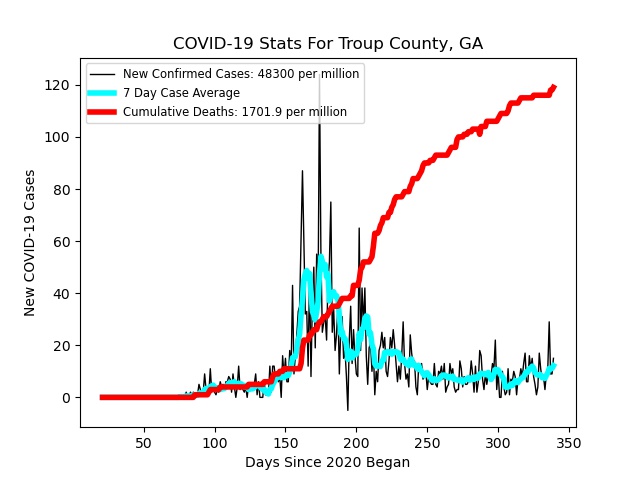 COVID-19 Stats For Troup County, GA
New Confirmed Cases: 48300 per million
7 Day Case Average
Cumulative Deaths: 1701.9 per million
New COVID-19 Cases
120
100
80
60
40
20
0
50
100
150
200
250
300
350
Days Since 2020 Began